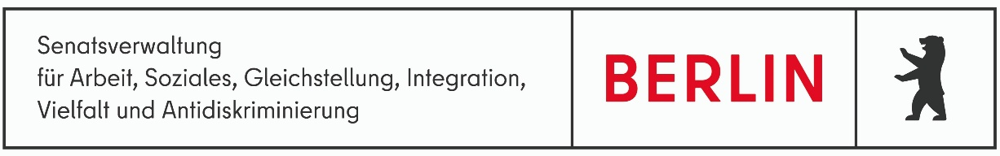 Senatsverwaltung
für Arbeit, Soziales, Gleichstellung, Integration,
Vielfalt und Antidiskriminierung
BERLIN